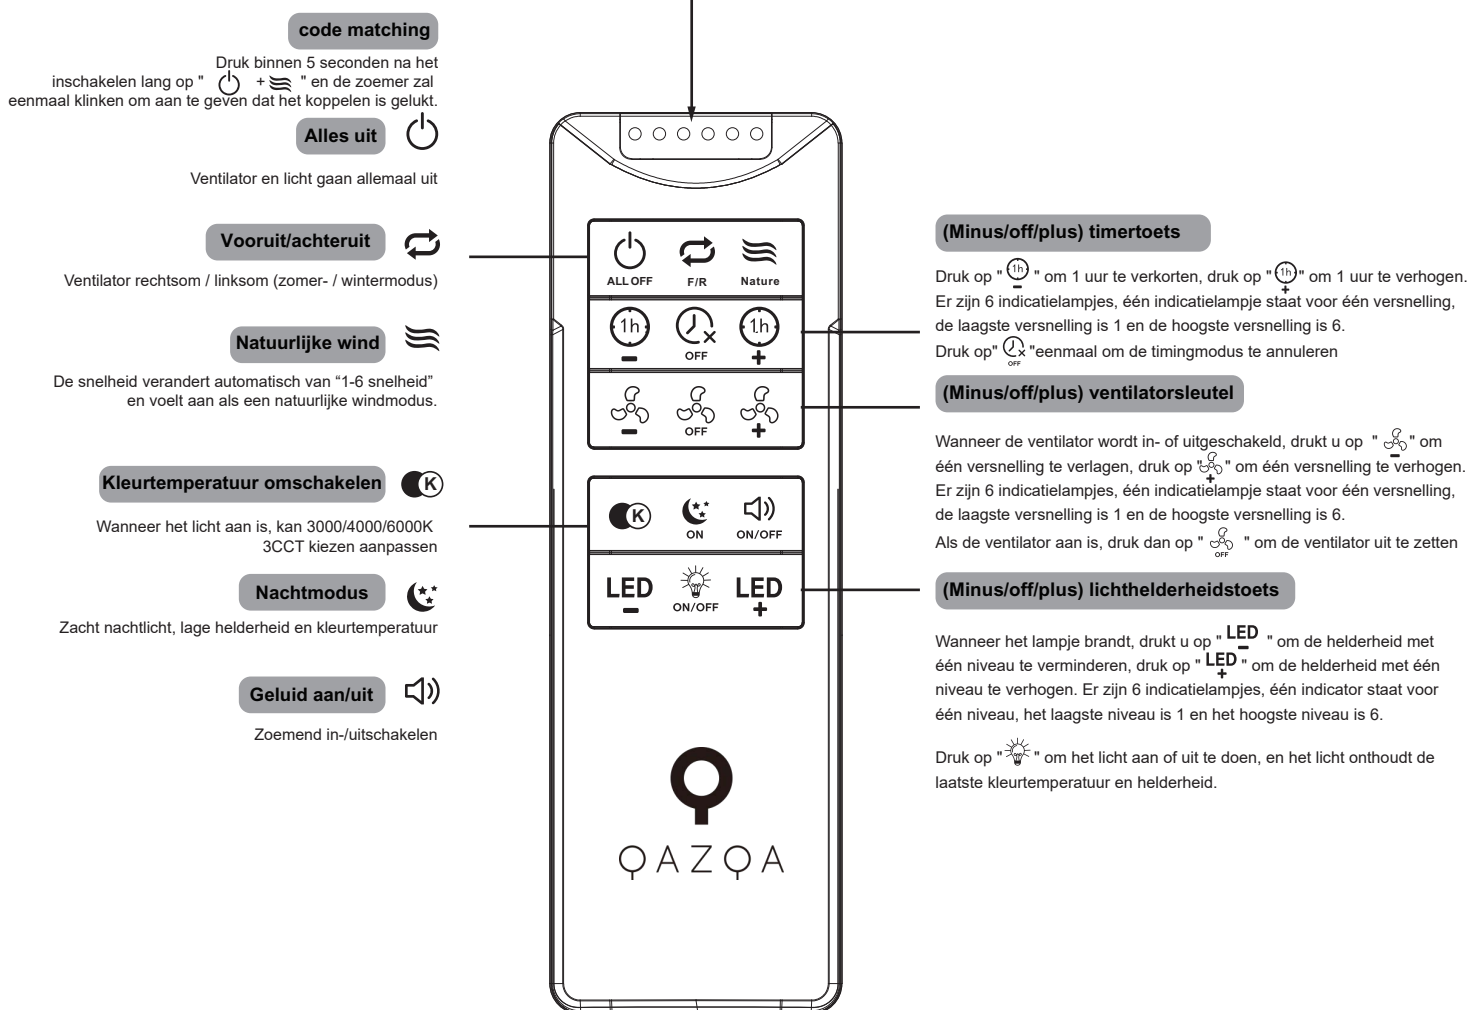 code matching
Druk binnen 5 seconden na het
inschakelen lang op " + " en de zoemer zal
eenmaal klinken om aan te geven dat het koppelen is gelukt.
Alles uit
Ventilator en licht gaan allemaal uit
Vooruit/achteruit
Ventilator rechtsom / linksom (zomer- / wintermodus)
Natuurlijke wind
De snelheid verandert automatisch van “1-6 snelheid”
en voelt aan als een natuurlijke windmodus.
Kleurtemperatuur omschakelen K
Wanneer het licht aan is, kan 3000/4000/6000K
3CCT kiezen aanpassen
Nachtmodus
Zacht nachtlicht, lage helderheid en kleurtemperatuur
Geluid aan/uit
Zoemend in-/uitschakelen
ALL OFF F/R Nature
1h 1h
- OFF +
- OFF +
K ON ON/OFF
LED LED
- ON/OFF +
QAZQA
(Minus/off/plus) timertoets
Druk op " 1h - " om 1 uur te verkorten, druk op " 1h + " om 1 uur te verhogen.
Er zijn 6 indicatielampjes, één indicatielampje staat voor één versnelling,
de laagste versnelling is 1 en de hoogste versnelling is 6.
Druk op" OFF "eenmaal om de timingmodus te annuleren
(Minus/off/plus) ventilatorsleutel
Wanneer de ventilator wordt in- of uitgeschakeld, drukt u op " - " om
één versnelling te verlagen, druk op " + " om één versnelling te verhogen.
Er zijn 6 indicatielampjes, één indicatielampje staat voor één versnelling,
de laagste versnelling is 1 en de hoogste versnelling is 6.
Als de ventilator aan is, druk dan op " OFF " om de ventilator uit te zetten
(Minus/off/plus) lichthelderheidstoets
Wanneer het lampje brandt, drukt u op " LED - " om de helderheid met
één niveau te verminderen, druk op " LED + " om de helderheid met één
niveau te verhogen. Er zijn 6 indicatielampjes, één indicator staat voor
één niveau, het laagste niveau is 1 en het hoogste niveau is 6.
Druk op " " om het licht aan of uit te doen, en het licht onthoudt de
laatste kleurtemperatuur en helderheid.